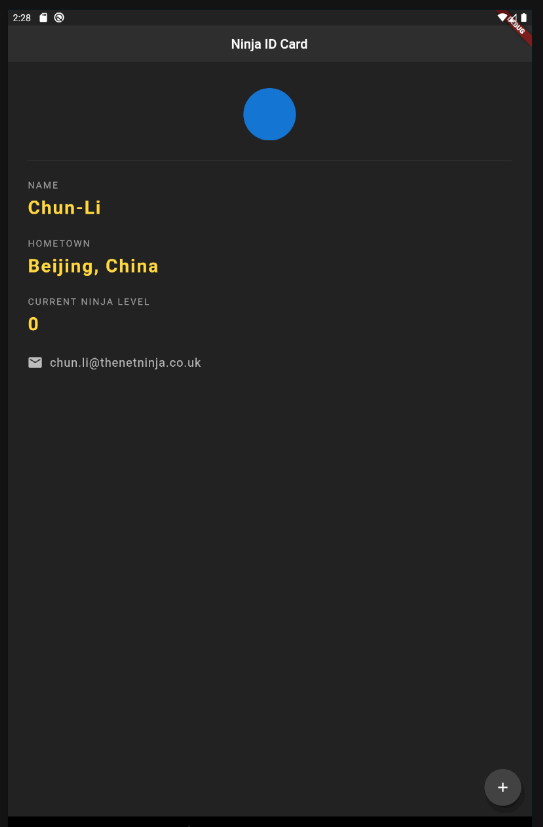 2:28
DEBUG
Ninja ID Card
NAME
Chun-Li
HOMETOWN
Beijing, China
CURRENT NINJA LEVEL
0
chun.li@thenetninja.co.uk
+